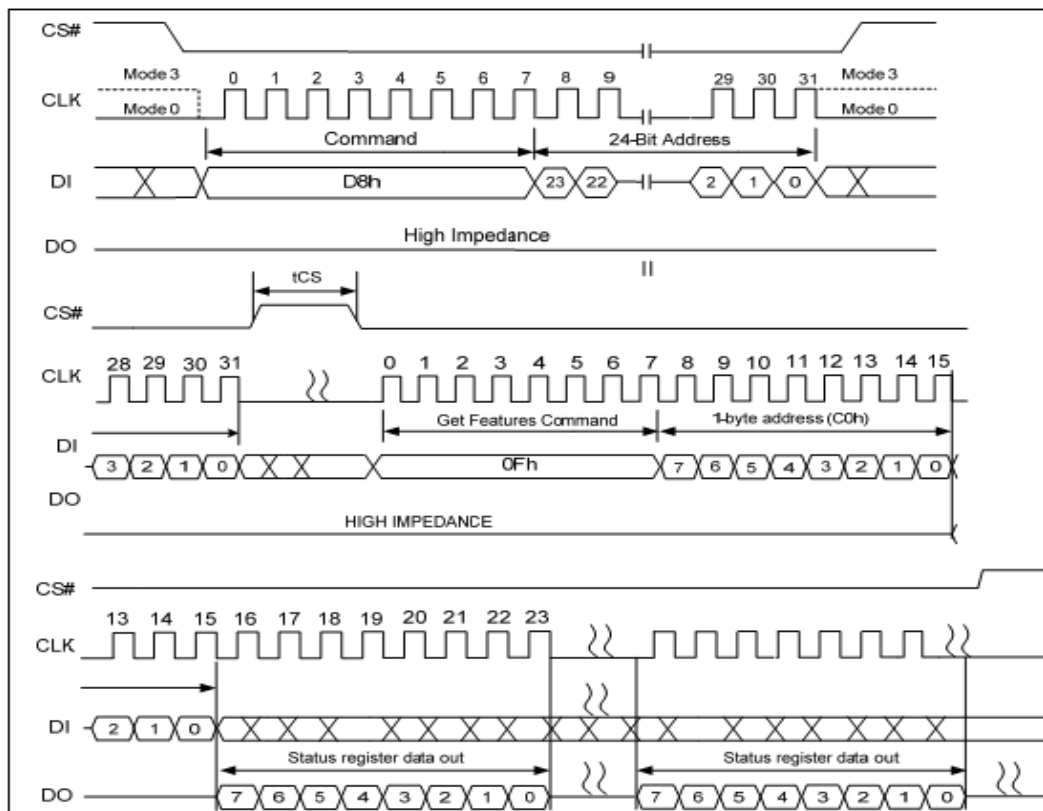 CS#
Mode 3 0 1 2 3 4 5 6 7 8 9 29 30 31 Mode 3
CLK
Mode 0 Mode 0
Command 24-Bit Address
DI D8h 23 22 2 1 0
DO High Impedance
tCS
CS#
28 29 30 31 0 1 2 3 4 5 6 7 8 9 10 11 12 13 14 15
CLK
Get Features Command 1-byte address (C0h)
DI
3 2 1 0 0Fh 7 6 5 4 3 2 1 0
DO
HIGH IMPEDANCE
CS#
13 14 15 16 17 18 19 20 21 22 23
CLK
DI 2 1 0
Status register data out Status register data out
DO 7 6 5 4 3 2 1 0 7 6 5 4 3 2 1 0